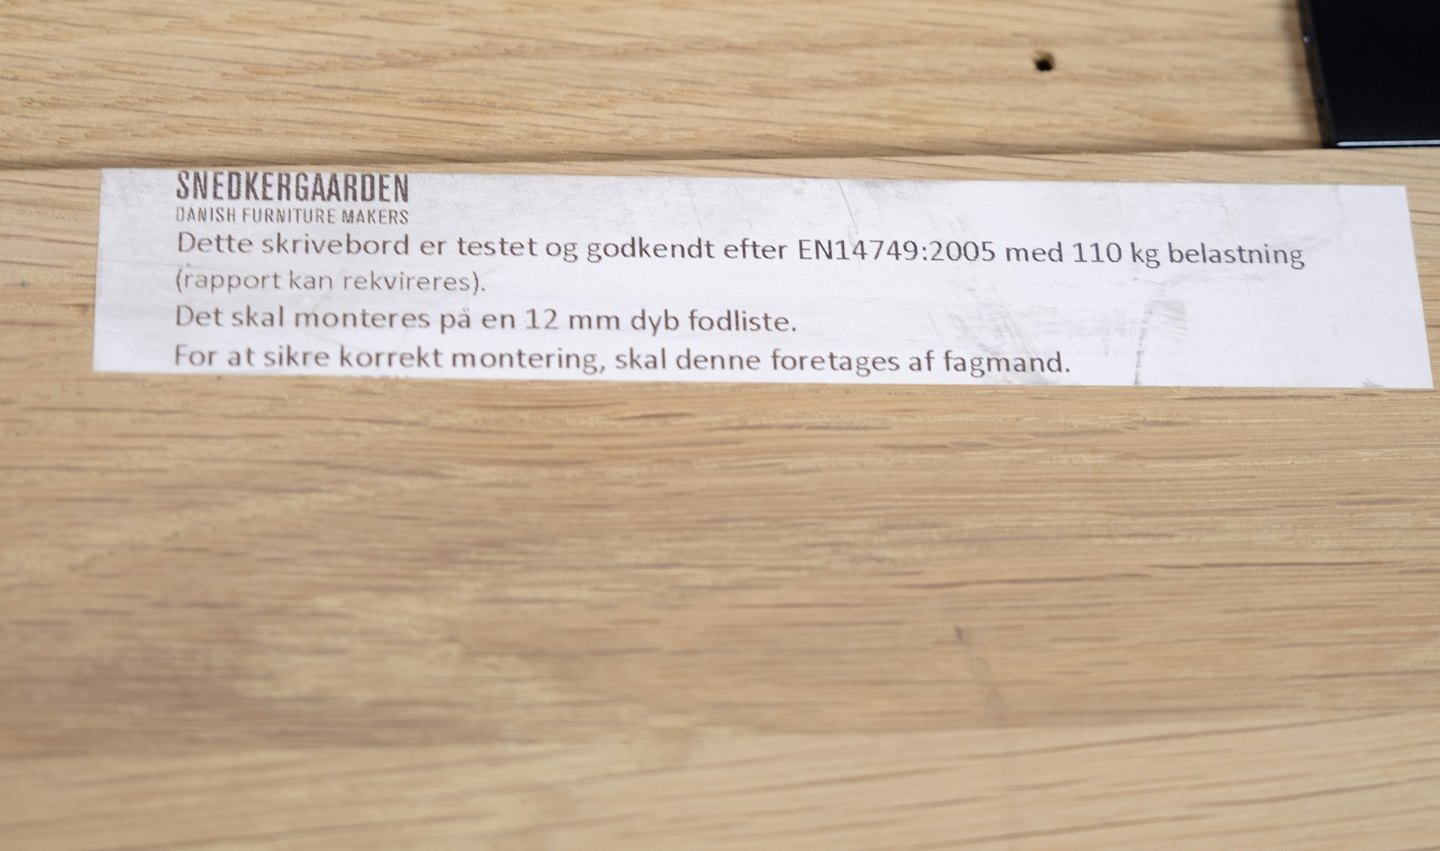 SNEDKERGAARDEN
DANISH FURNITURE MAKERS
Dette skrivebord er testet og godkendt efter EN14749:2005 med 110 kg belastning
(rapport kan rekvireres).
Det skal monteres på en 12 mm dyb fodliste.
For at sikre korrekt montering, skal denne foretages af fagmand.